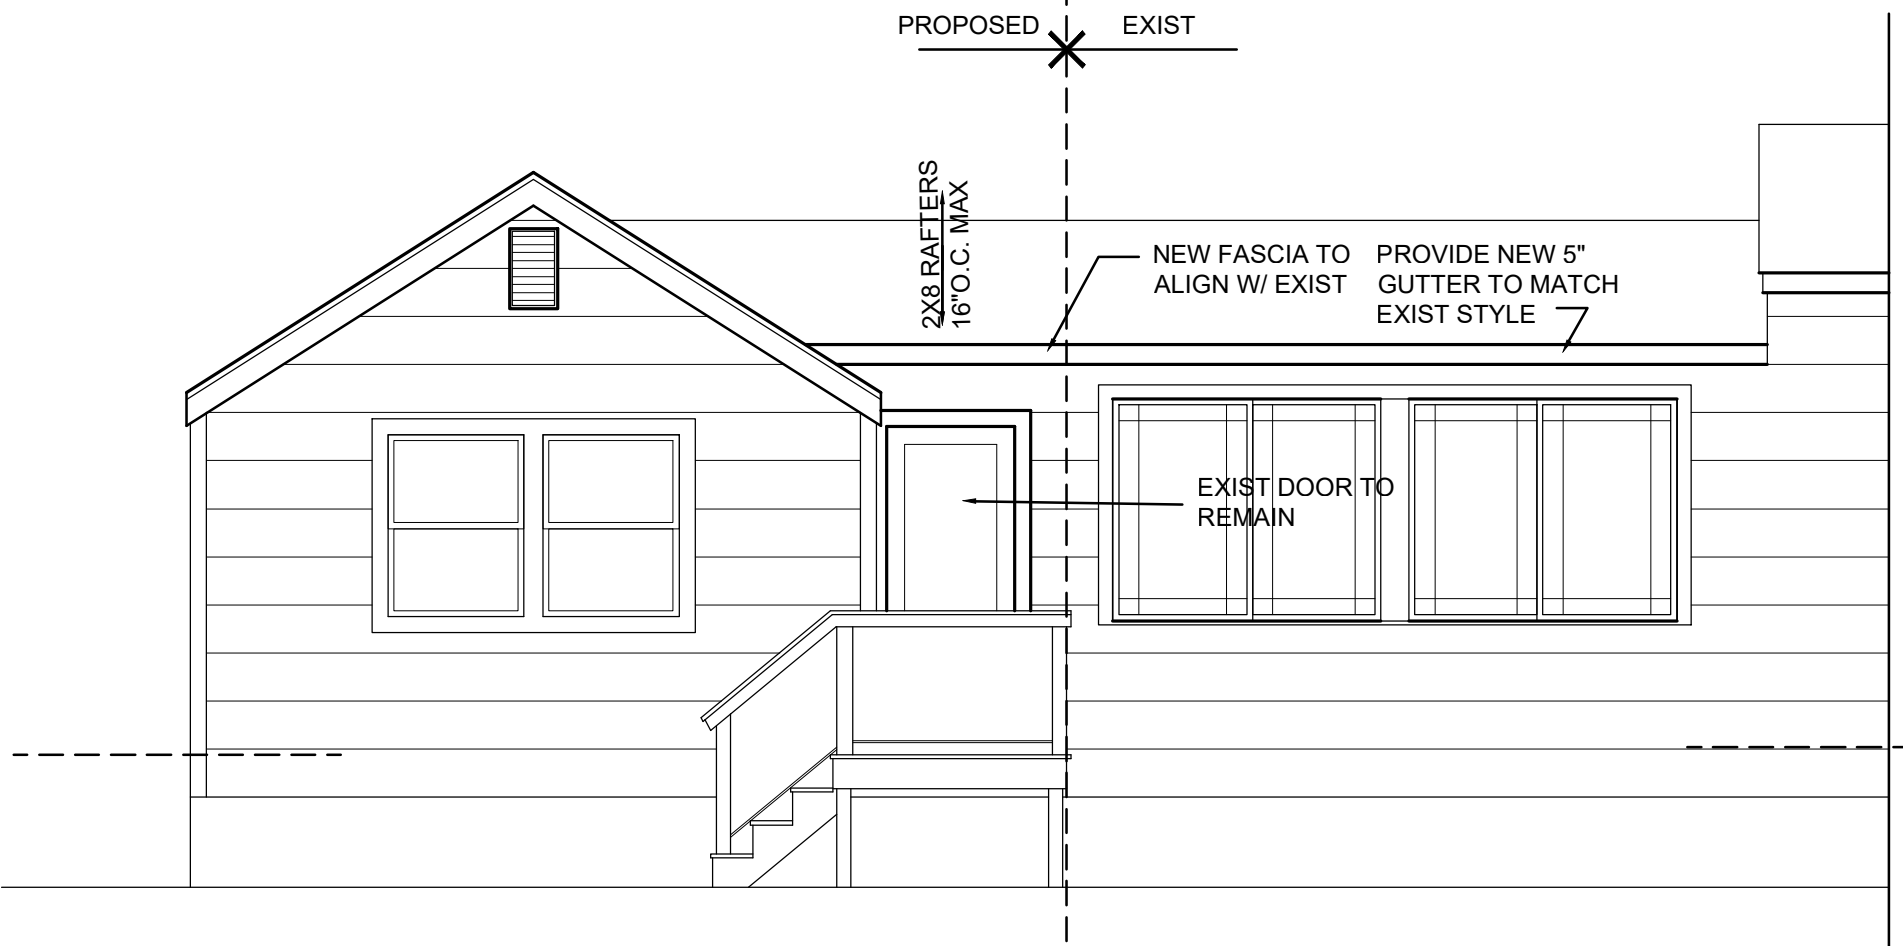 PROPOSED
EXIST
2X8 RAFTERS
16"O.C. MAX
NEW FASCIA TO
ALIGN W/ EXIST
PROVIDE NEW 5"
GUTTER TO MATCH
EXIST STYLE
EXIST DOOR TO
REMAIN